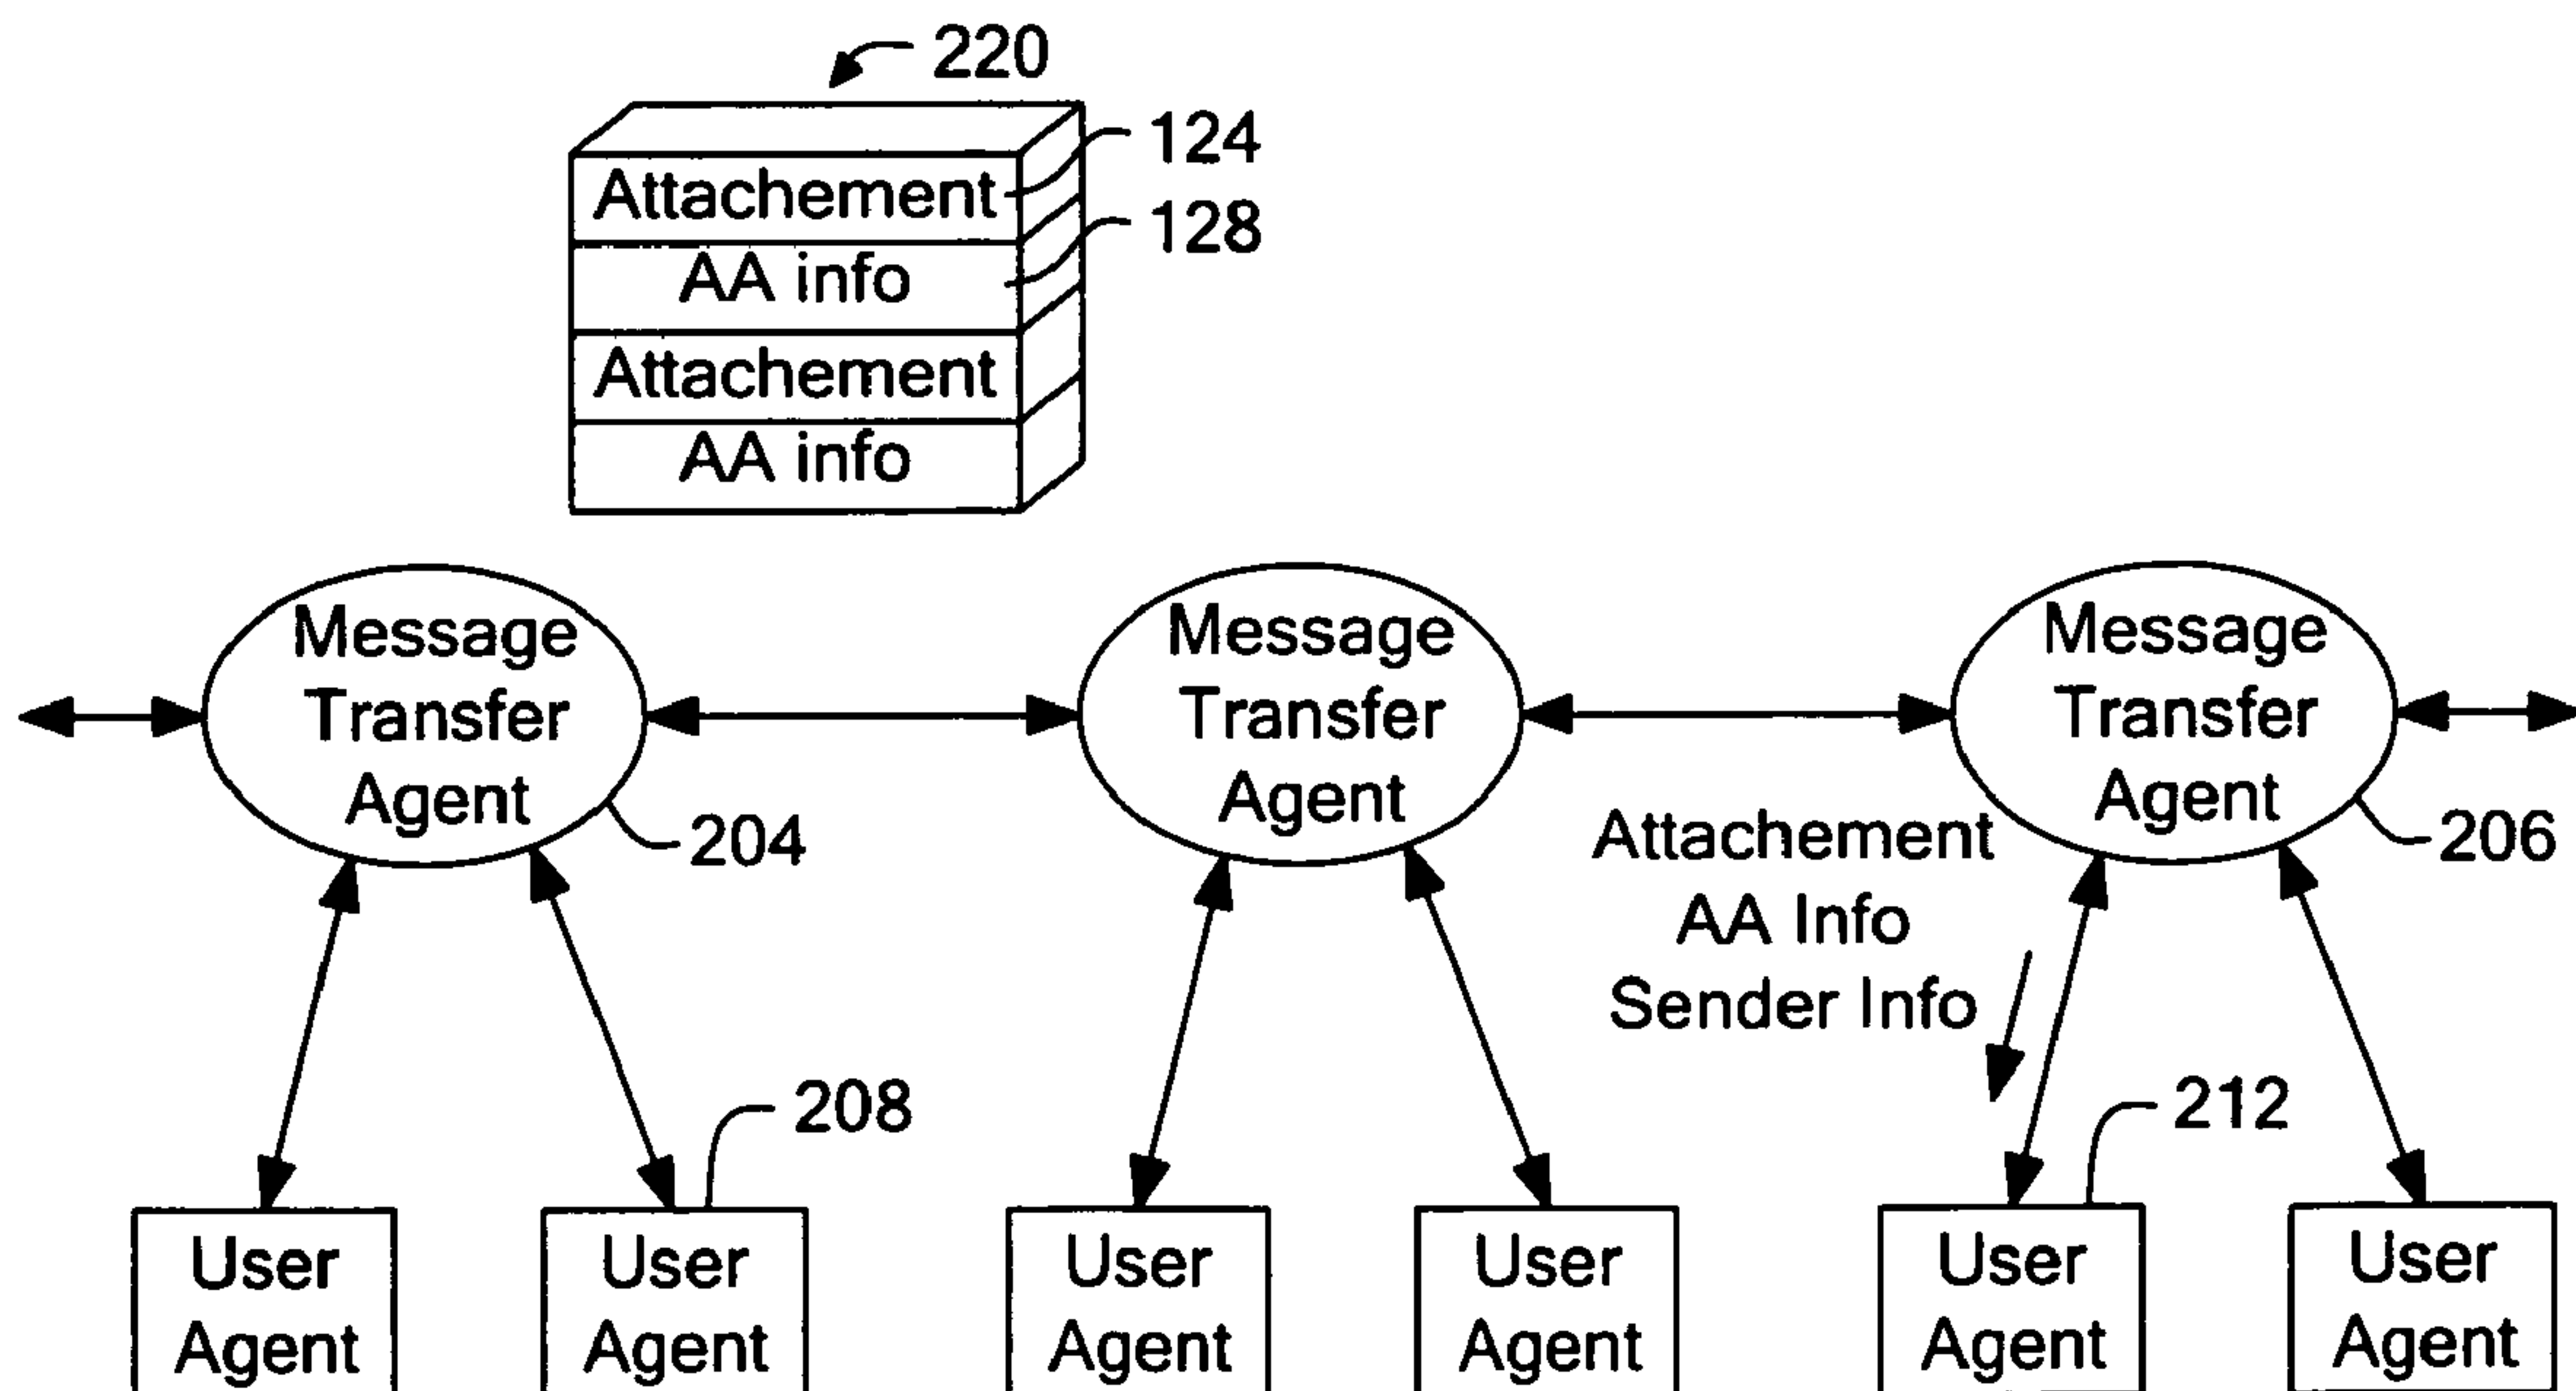 220
Attachement
124
AA info
128
Attachement
AA info
Message
Transfer
Agent
204
Message
Transfer
Agent
Message
Transfer
Agent
206
Attachement
AA Info
Sender Info
208
212
User
Agent
User
Agent
User
Agent
User
Agent
User
Agent
User
Agent